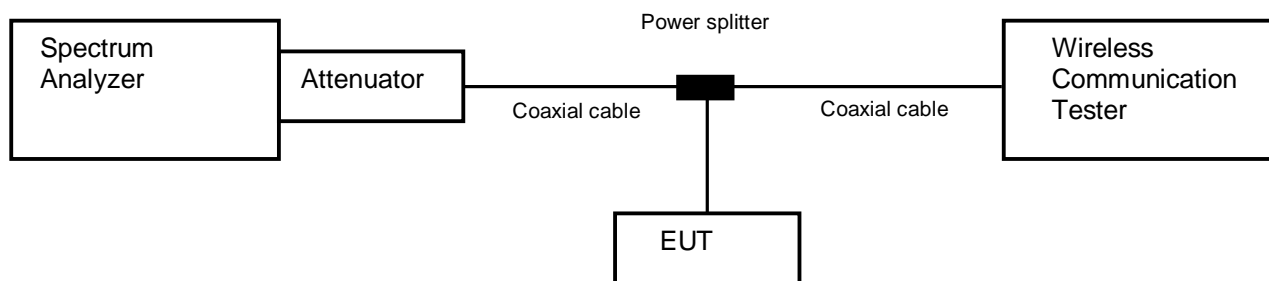 Power splitter
Spectrum
Analyzer
Attenuator
Wireless
Communication
Tester
Coaxial cable
Coaxial cable
EUT